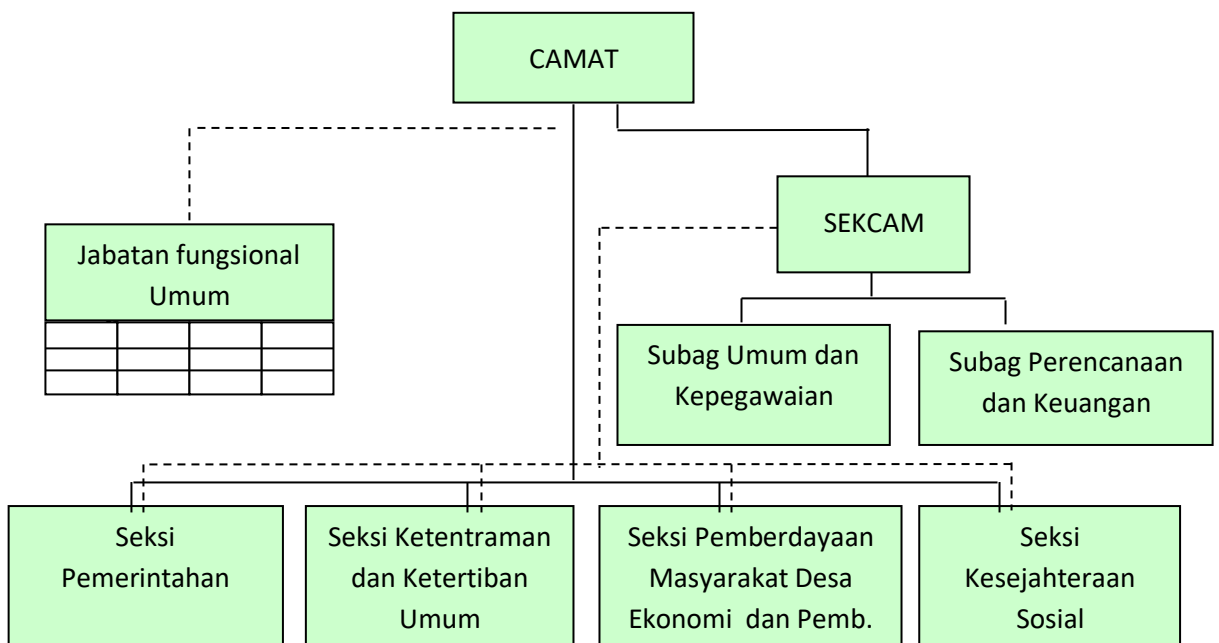 CAMAT
SEKCAM
Jabatan fungsional
Umum
Subag Umum dan
Kepegawaian
Subag Perencanaan
dan Keuangan
Seksi
Pemerintahan
Seksi Ketentraman
dan Ketertiban
Umum
Seksi Pemberdayaan
Masyarakat Desa
Ekonomi dan Pemb.
Seksi
Kesejahteraan
Sosial